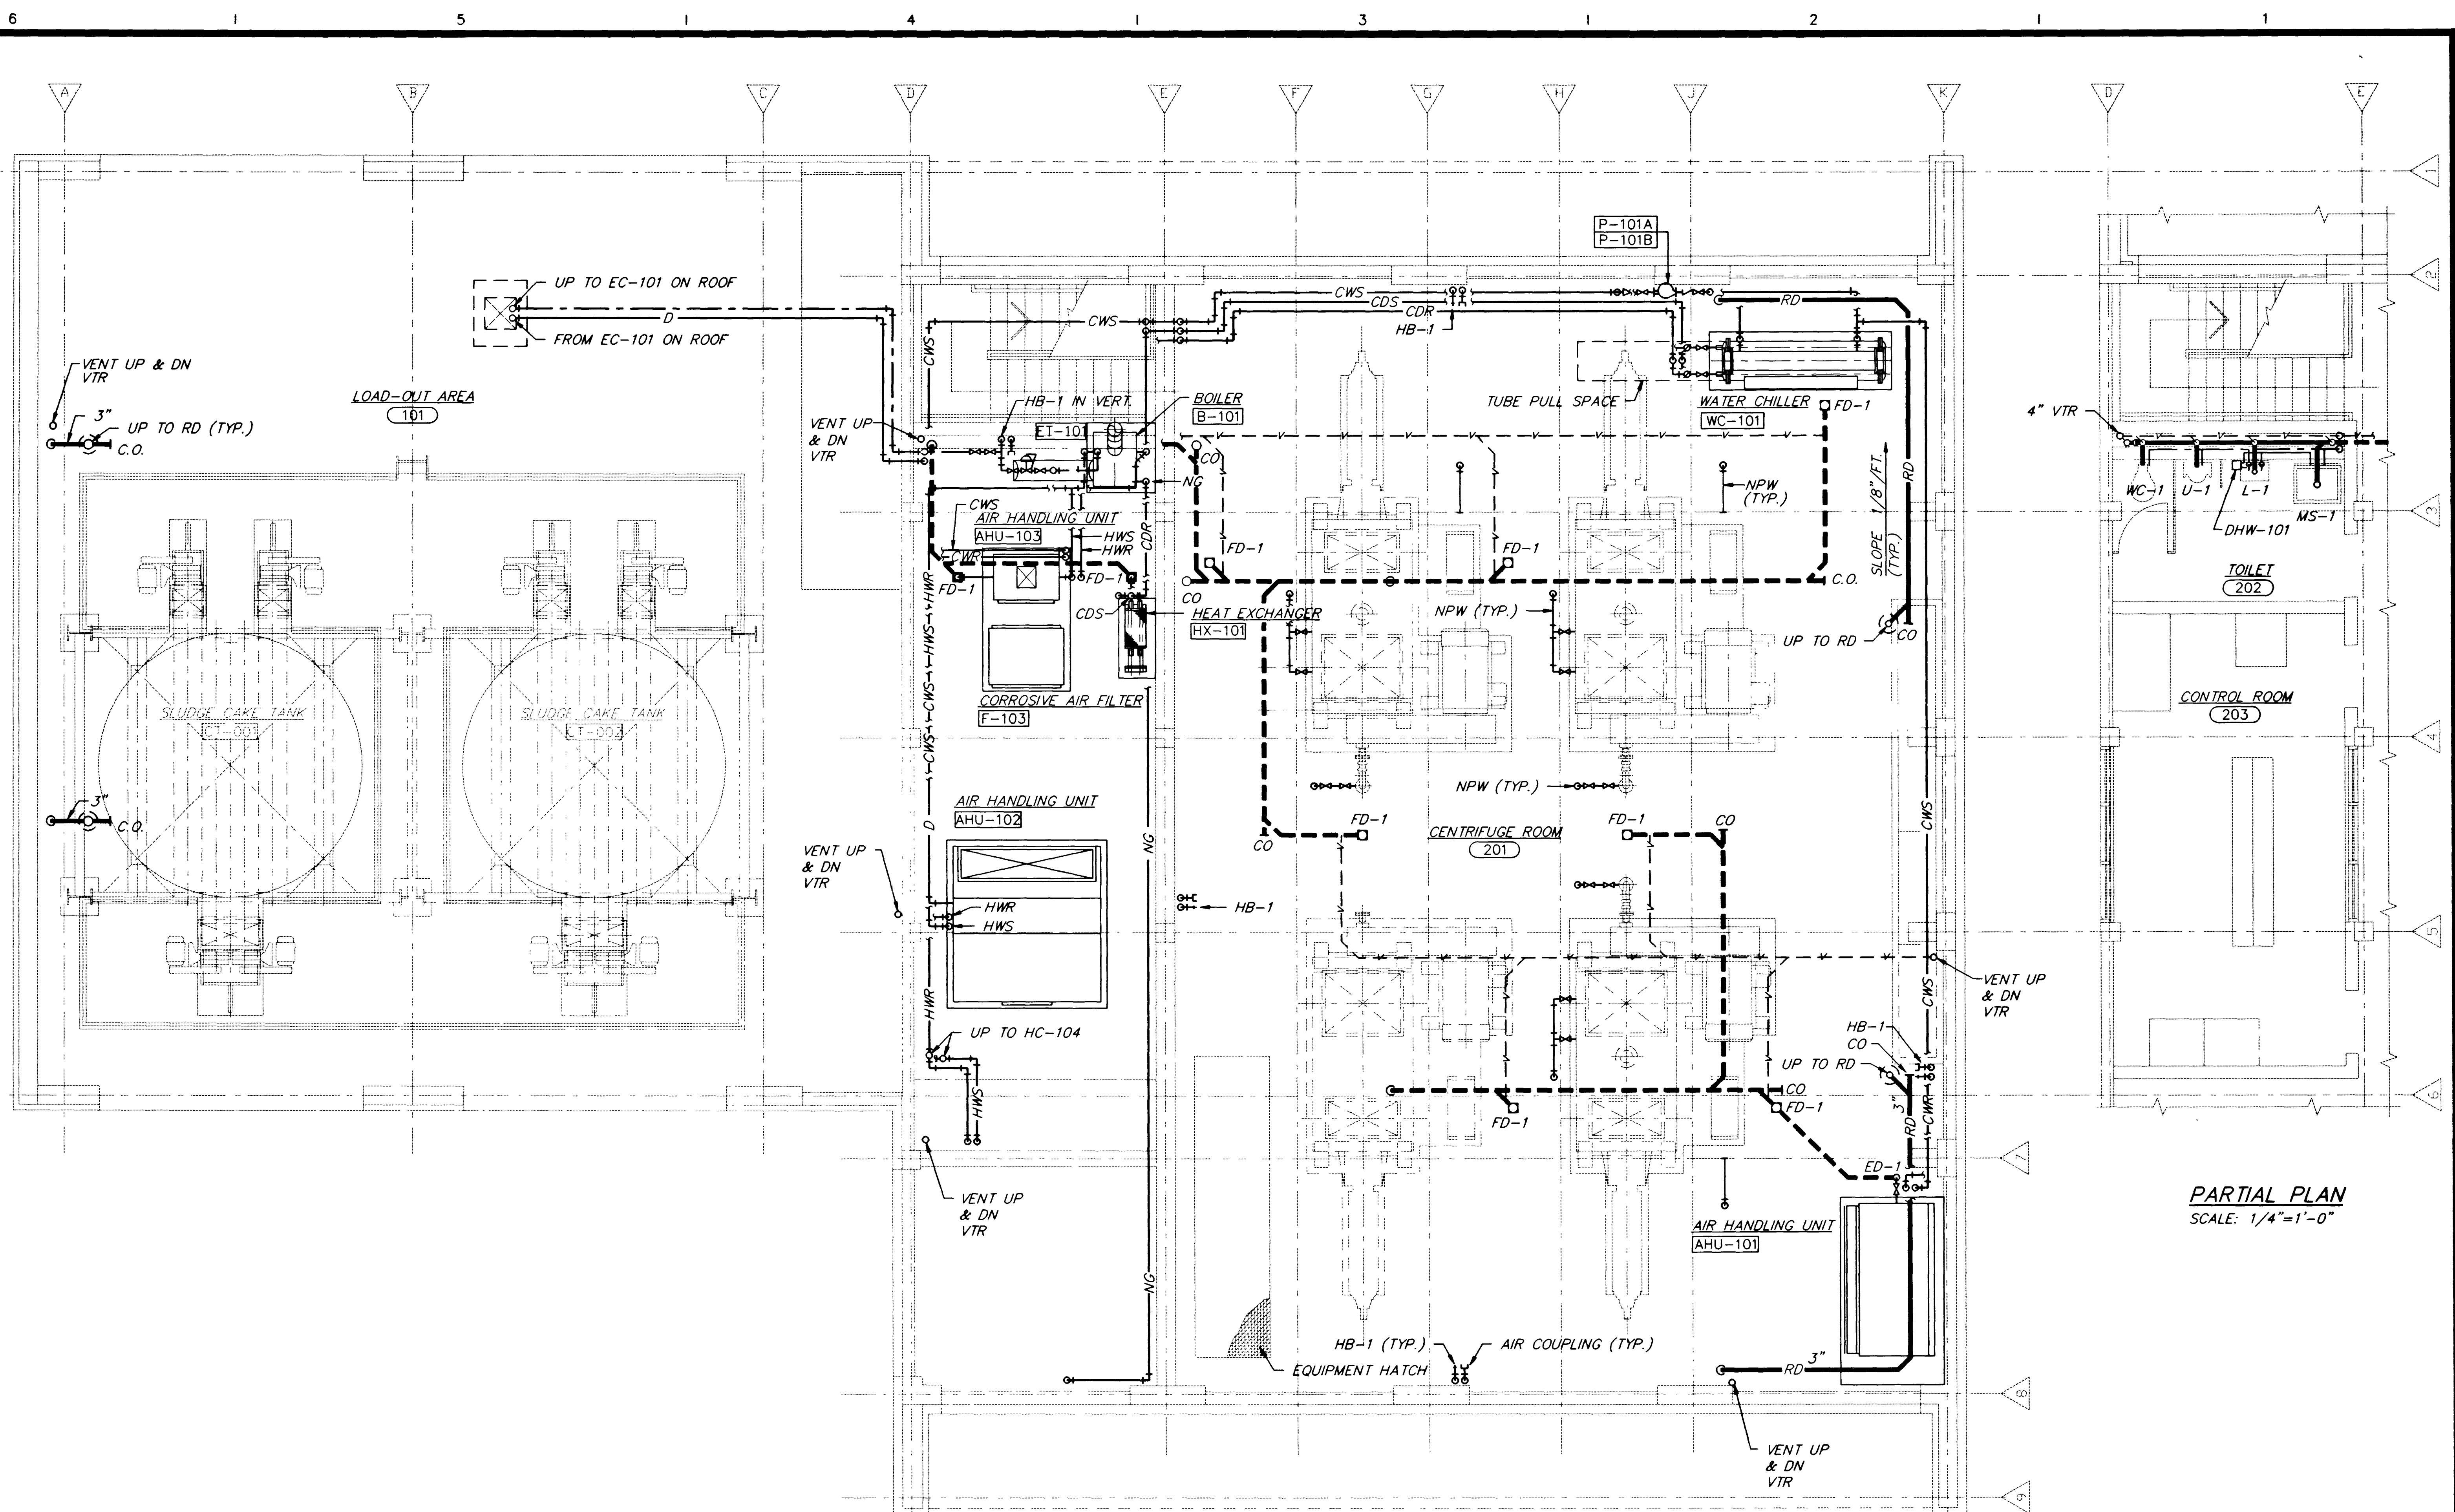 6 5 4 3 2 1
A B C D E F G H J K D E
1
P-101A
P-101B
2
UP TO EC-101 ON ROOF
D
FROM EC-101 ON ROOF
CWS
CDS
CDR
HB-1
RD
CWS
CWS
VENT UP & DN
VTR
3"
UP TO RD (TYP.)
C.O.
LOAD-OUT AREA
101
VENT UP
& DN
VTR
HB-1 IN VERT.
BOILER
B-101
ET-101
TUBE PULL SPACE
WATER CHILLER
WC-101
FD-1
4" VTR
CO
NG
SLOPE 1/8"/FT.
(TYP.)
RD
NPW
(TYP.)
WC-1 U-1 L-1
MS-1
DHW-101
3
CWS
AIR HANDLING UNIT
AHU-103
HWS
HWR
CWR
CDR
FD-1
FD-1
FD-1
FD-1
CO
C.O.
TOILET
202
CDS
HEAT EXCHANGER
HX-101
NPW (TYP.)
UP TO RD
CO
HWR
HWS
CWS
CWS
SLUDGE CAKE TANK
CT-001
SLUDGE CAKE TANK
CT-002
CORROSIVE AIR FILTER
F-103
CONTROL ROOM
203
4
3"
C.O.
AIR HANDLING UNIT
AHU-102
D
NG
NPW (TYP.)
CWS
CO
FD-1
CENTRIFUGE ROOM
201
FD-1
CO
VENT UP
& DN
VTR
HB-1
HWR
HWS
5
HWR
CWS
VENT UP
& DN
VTR
UP TO HC-104
HWS
HB-1
CO
UP TO RD
3"
RD
CWR
CO
FD-1
FD-1
6
ED-1
7
VENT UP
& DN
VTR
AIR HANDLING UNIT
AHU-101
PARTIAL PLAN
SCALE: 1/4"=1'-0"
NG
HB-1 (TYP.)
AIR COUPLING (TYP.)
EQUIPMENT HATCH
RD
3"
8
VENT UP
& DN
VTR
9